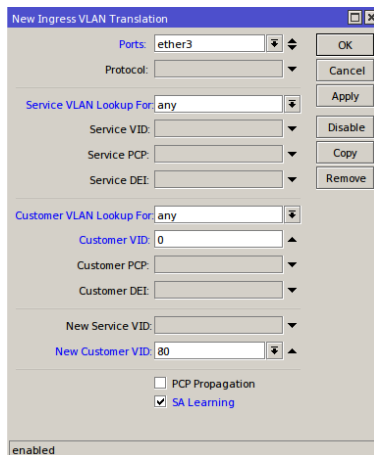 New Ingress VLAN Translation
Ports: ether3
OK
Protocol:
Cancel
Service VLAN Lookup For: any
Apply
Service VID:
Disable
Service PCP:
Copy
Service DEI:
Remove
Customer VLAN Lookup For: any
Customer VID: 0
Customer PCP:
Customer DEI:
New Service VID:
New Customer VID: 80
PCP Propagation
SA Learning
enabled